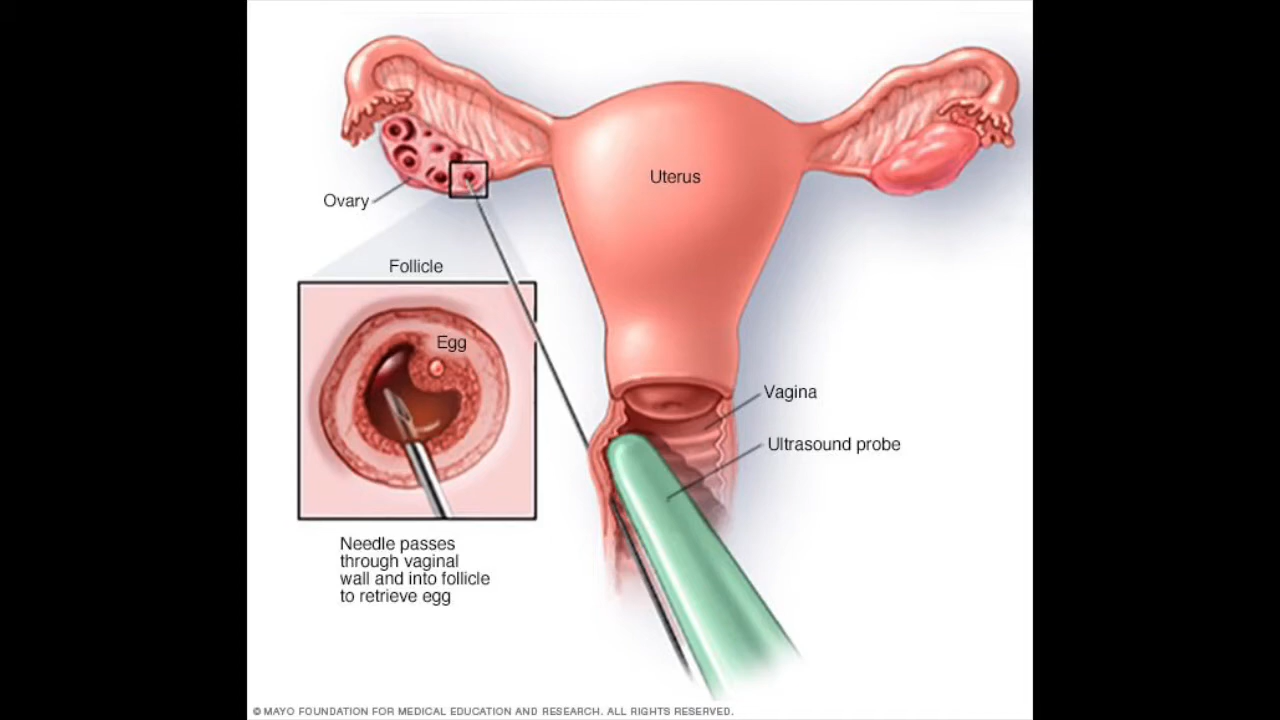 Uterus
Ovary
Follicle
Egg
Vagina
Ultrasound probe
Needle passes
through vaginal
wall and into follicle
to retrieve egg
© MAYO FOUNDATION FOR MEDICAL EDUCATION AND RESEARCH. ALL RIGHTS RESERVED.